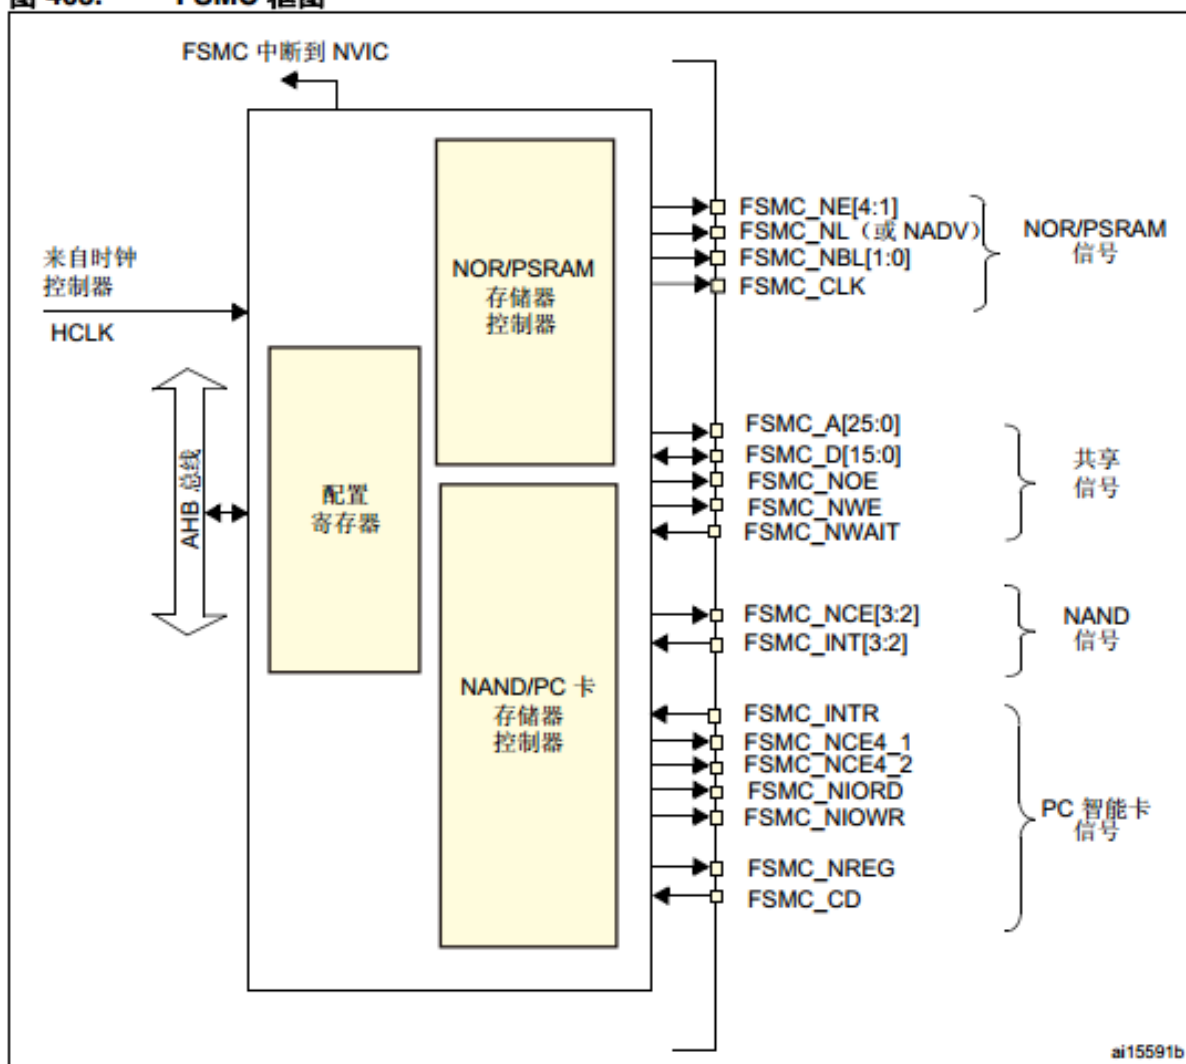 FSMC 框图
FSMC 中断到 NVIC
来自时钟
控制器
HCLK
AHB 总线
配置
寄存器
NOR/PSRAM
存储器
控制器
NAND/PC 卡
存储器
控制器
FSMC_NE[4:1]
FSMC_NL（或 NADV）
FSMC_NBL[1:0]
FSMC_CLK
NOR/PSRAM
信号
FSMC_A[25:0]
FSMC_D[15:0]
FSMC_NOE
FSMC_NWE
FSMC_NWAIT
共享
信号
FSMC_NCE[3:2]
FSMC_INT[3:2]
NAND
信号
FSMC_INTR
FSMC_NCE4_1
FSMC_NCE4_2
FSMC_NIORD
FSMC_NIOWR
FSMC_NREG
FSMC_CD
PC 智能卡
信号
ai15591b